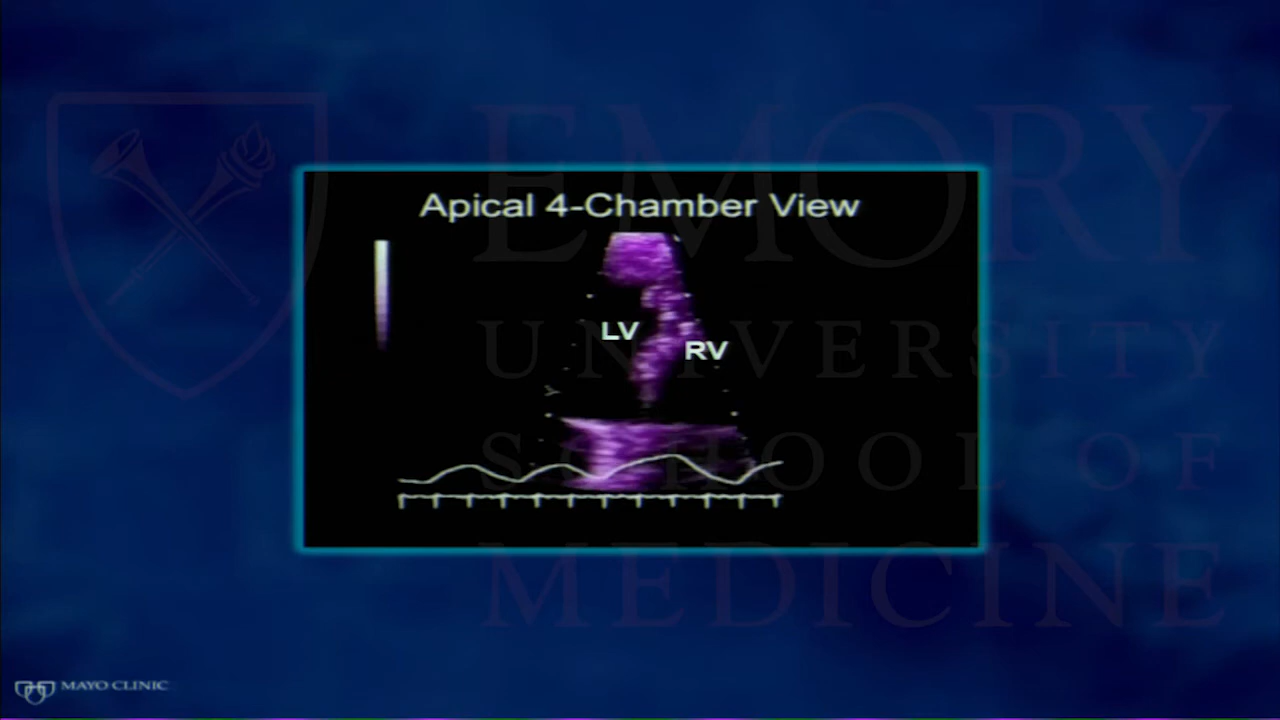 EMORY
Apical 4-Chamber View
UNIVERSITY
LV
RV
SCHOOL OF
MEDICINE
MAYO CLINIC